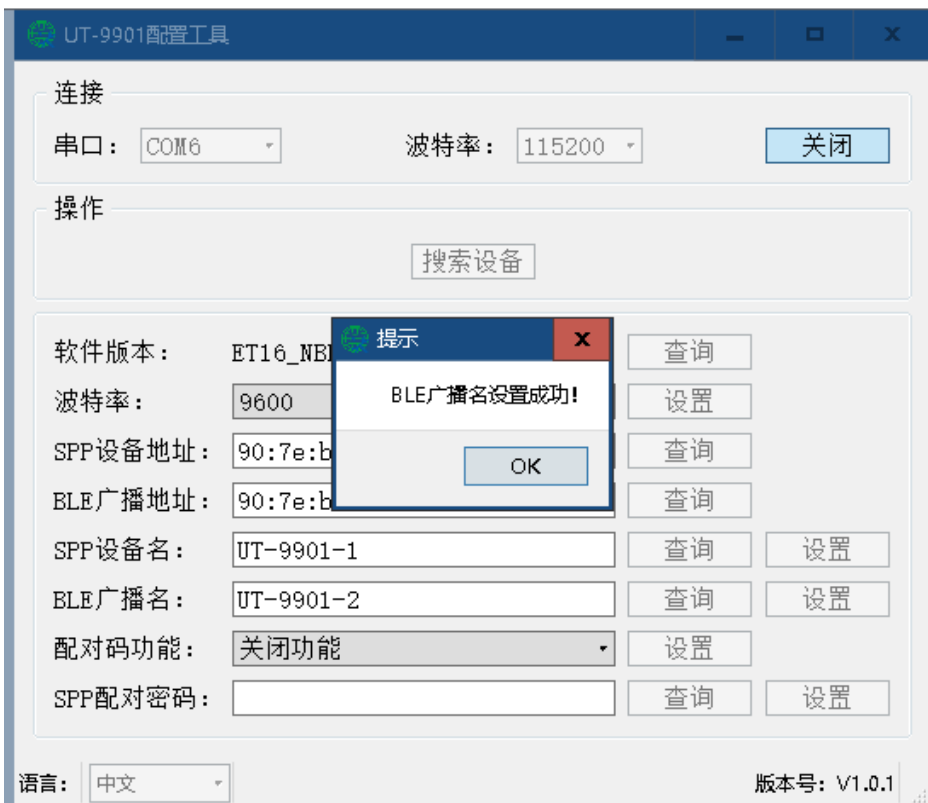 UT-9901配置工具
连接
串口： COM6 波特率： 115200 关闭
操作
搜索设备
软件版本： 查询
提示
BLE广播名设置成功!
OK
波特率： 9600 设置
SPP设备地址： 90:7e:b 查询
BLE广播地址： 90:7e:b 查询
SPP设备名： UT-9901-1 查询 设置
BLE广播名： UT-9901-2 查询 设置
配对码功能： 关闭功能 设置
SPP配对密码： 查询 设置
语言： 中文 版本号：V1.0.1